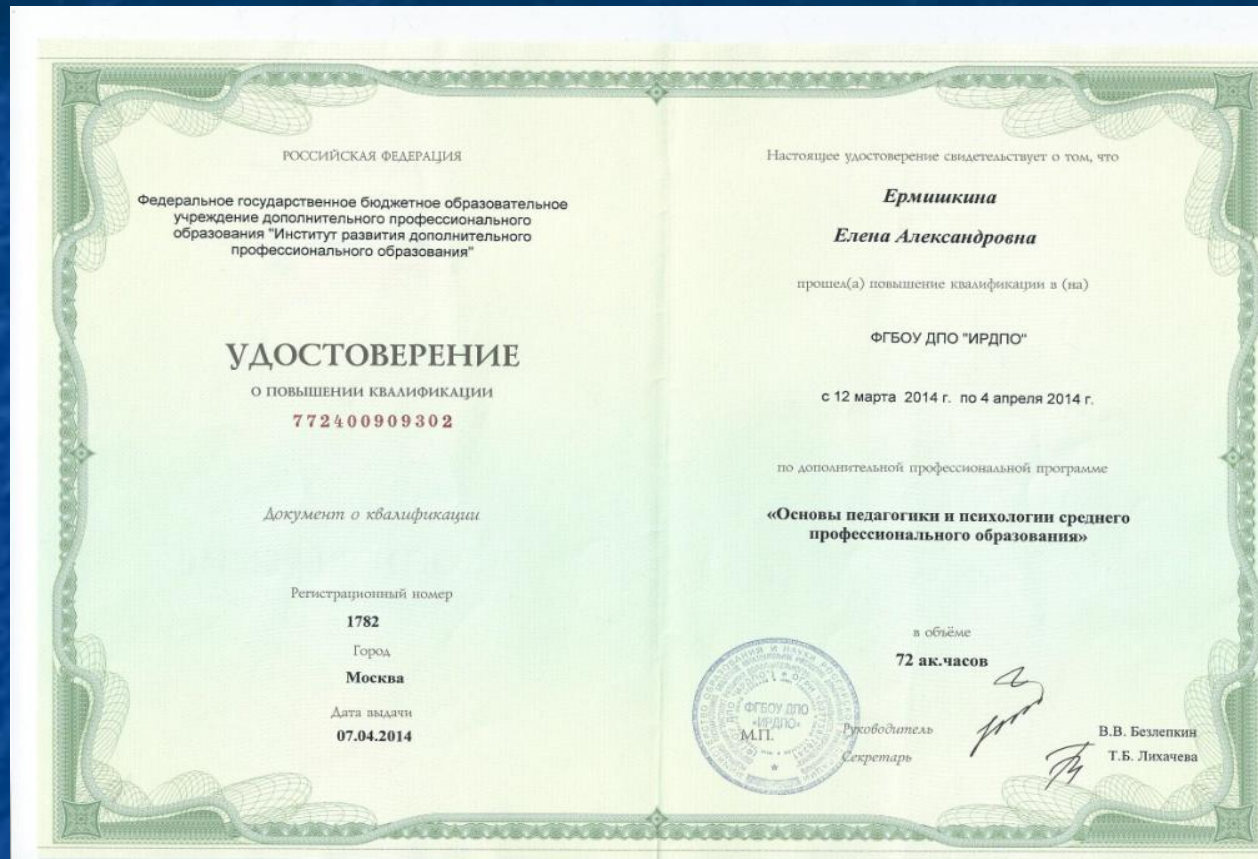 РОССИЙСКАЯ ФЕДЕРАЦИЯ
Федеральное государственное бюджетное образовательное
учреждение дополнительного профессионального
образования "Институт развития дополнительного
профессионального образования"
УДОСТОВЕРЕНИЕ
О ПОВЫШЕНИИ КВАЛИФИКАЦИИ
772400909302
Документ о квалификации
Регистрационный номер
1782
Город
Москва
Дата выдачи
07.04.2014
Настоящее удостоверение свидетельствует о том, что
Ермишкина
Елена Александровна
прошел(а) повышение квалификации в (на)
ФГБОУ ДПО "ИРДПО"
с 12 марта 2014 г. по 4 апреля 2014 г.
по дополнительной профессиональной программе
«Основы педагогики и психологии среднего
профессионального образования»
в объёме
72 ак.часов
ФГБОУ ДПО
«ИРДПО»
М.П.
Руководитель
В.В. Безлепкин
Секретарь
Т.Б. Лихачева